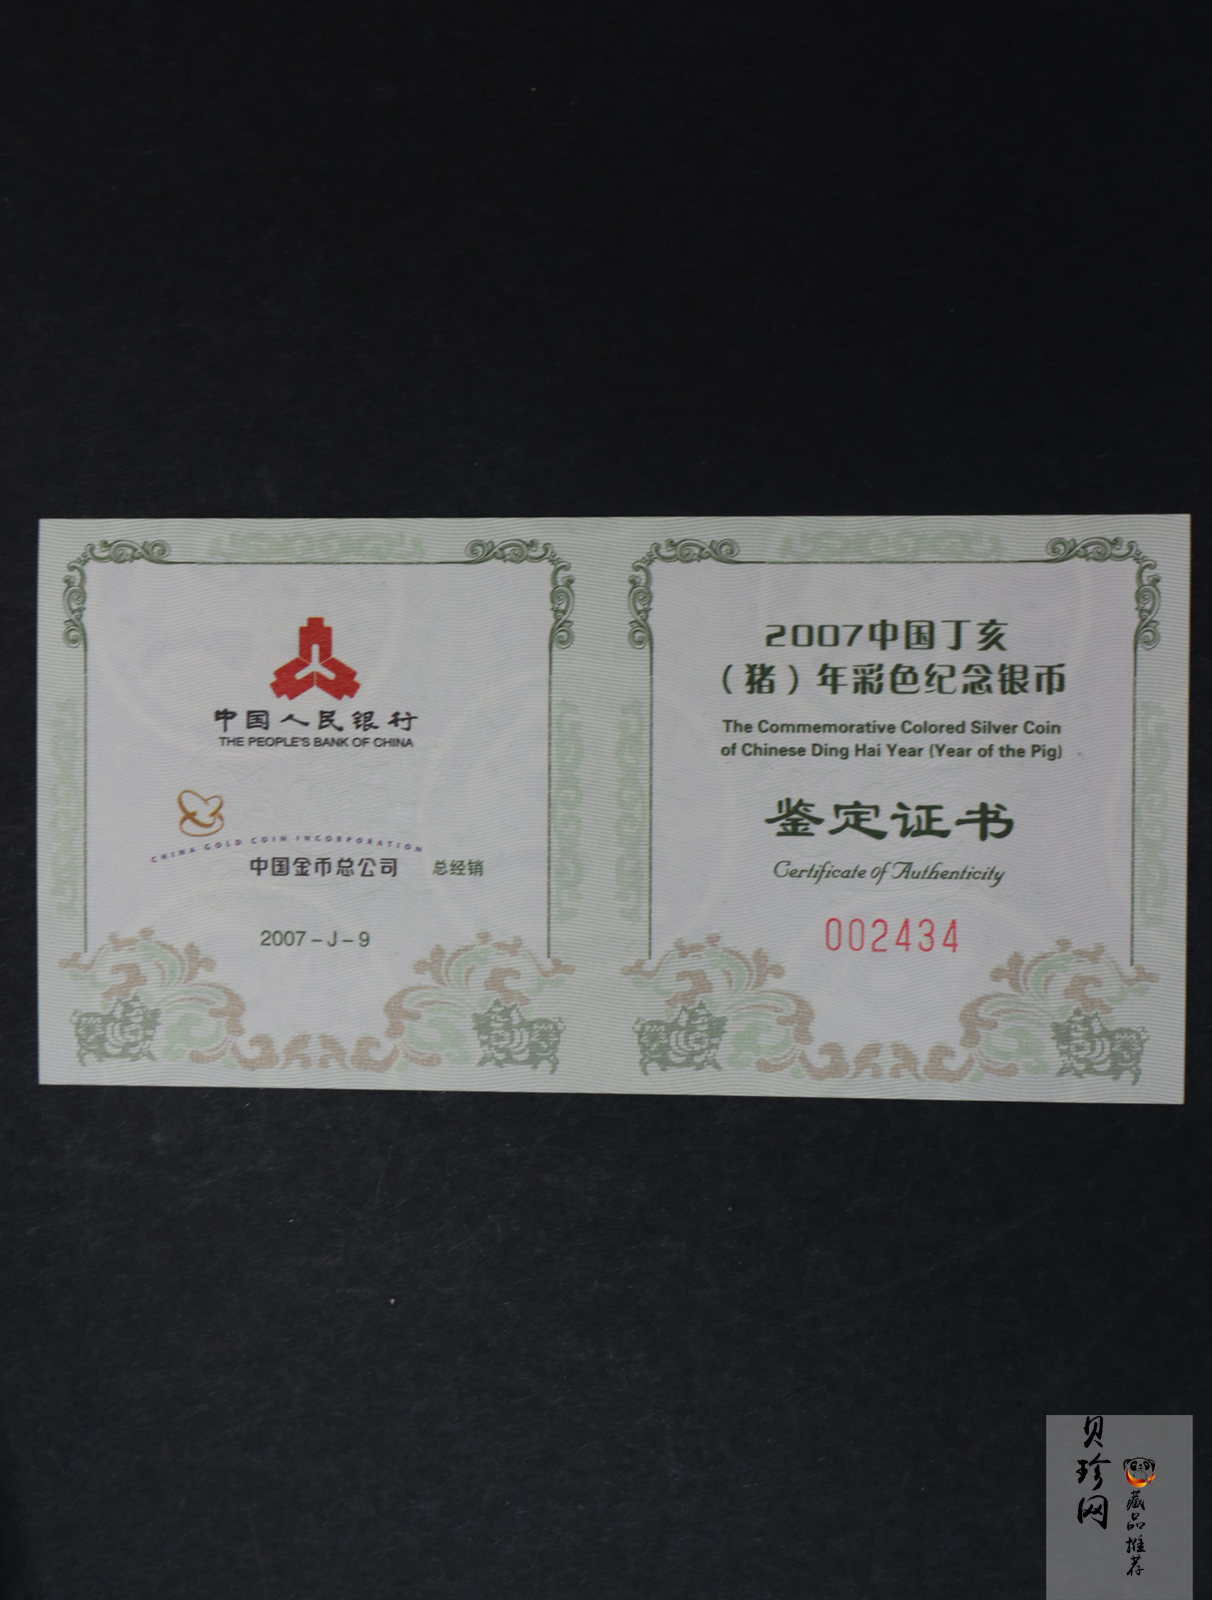 中国人民银行
THE PEOPLE'S BANK OF CHINA
CHINA GOLD COIN INCORPORATION
中国金币总公司 总经销
2007-J-9
2007中国丁亥
（猪）年彩色纪念银币
The Commemorative Colored Silver Coin
of Chinese Ding Hai Year (Year of the Pig)
鉴定证书
Certificate of Authenticity
002434
贝珍网
藏品推荐